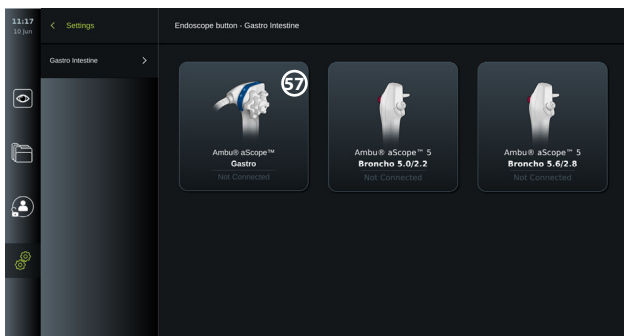 11:17
10 Jun
Settings
Endoscope button - Gastro Intestine
Gastro Intestine
57
Ambu® aScope™
Gastro
Not Connected
Ambu® aScope™ 5
Broncho 5.0/2.2
Not Connected
Ambu® aScope™ 5
Broncho 5.6/2.8
Not Connected